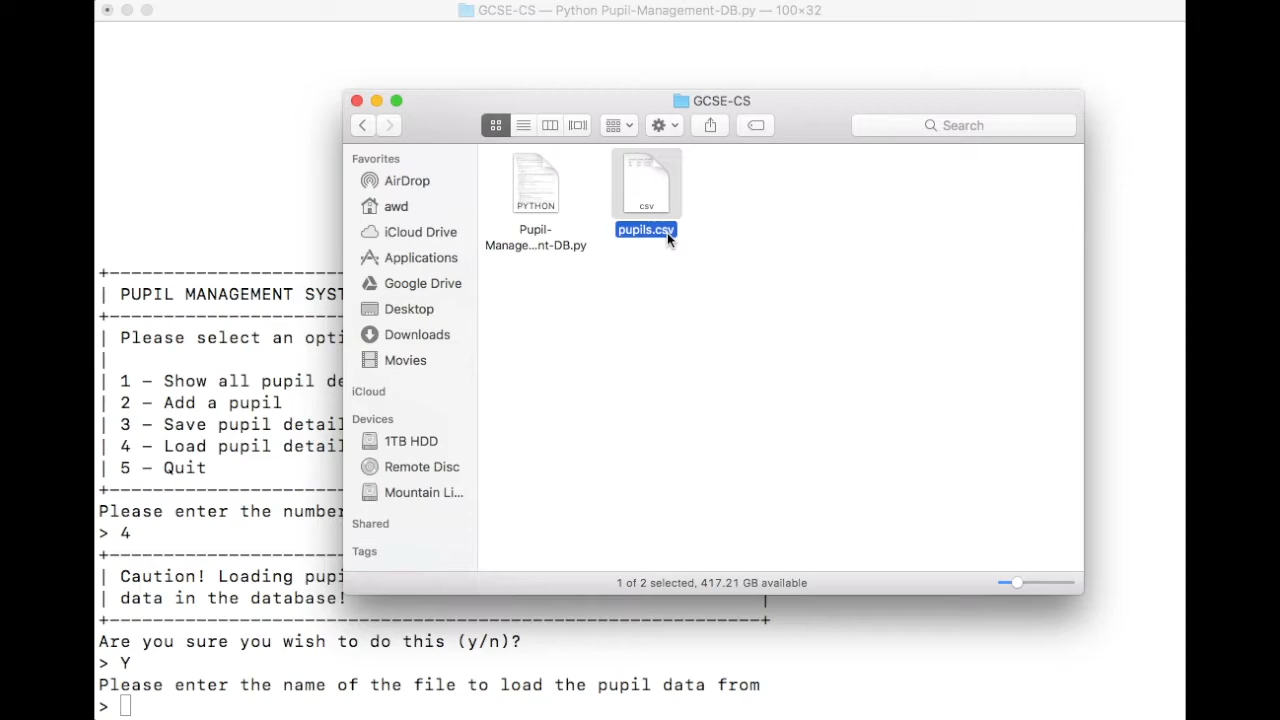 GCSE-CS — Python Pupil-Management-DB.py — 100×32
GCSE-CS
Search
Favorites
AirDrop
awd
iCloud Drive
Applications
Google Drive
Desktop
Downloads
Movies
iCloud
Devices
1TB HDD
Remote Disc
Mountain Li...
Shared
Tags
PYTHON
Pupil-
Manage...nt-DB.py
csv
pupils.csv
1 of 2 selected, 417.21 GB available
+----------------------
| PUPIL MANAGEMENT SYST
+----------------------
| Please select an opti
|
| 1 - Show all pupil de
| 2 - Add a pupil
| 3 - Save pupil detail
| 4 - Load pupil detail
| 5 - Quit
+----------------------
Please enter the number
> 4
+----------------------
| Caution! Loading pupi
| data in the database! |
+-------------------------------------------------------------+
Are you sure you wish to do this (y/n)?
> Y
Please enter the name of the file to load the pupil data from
>